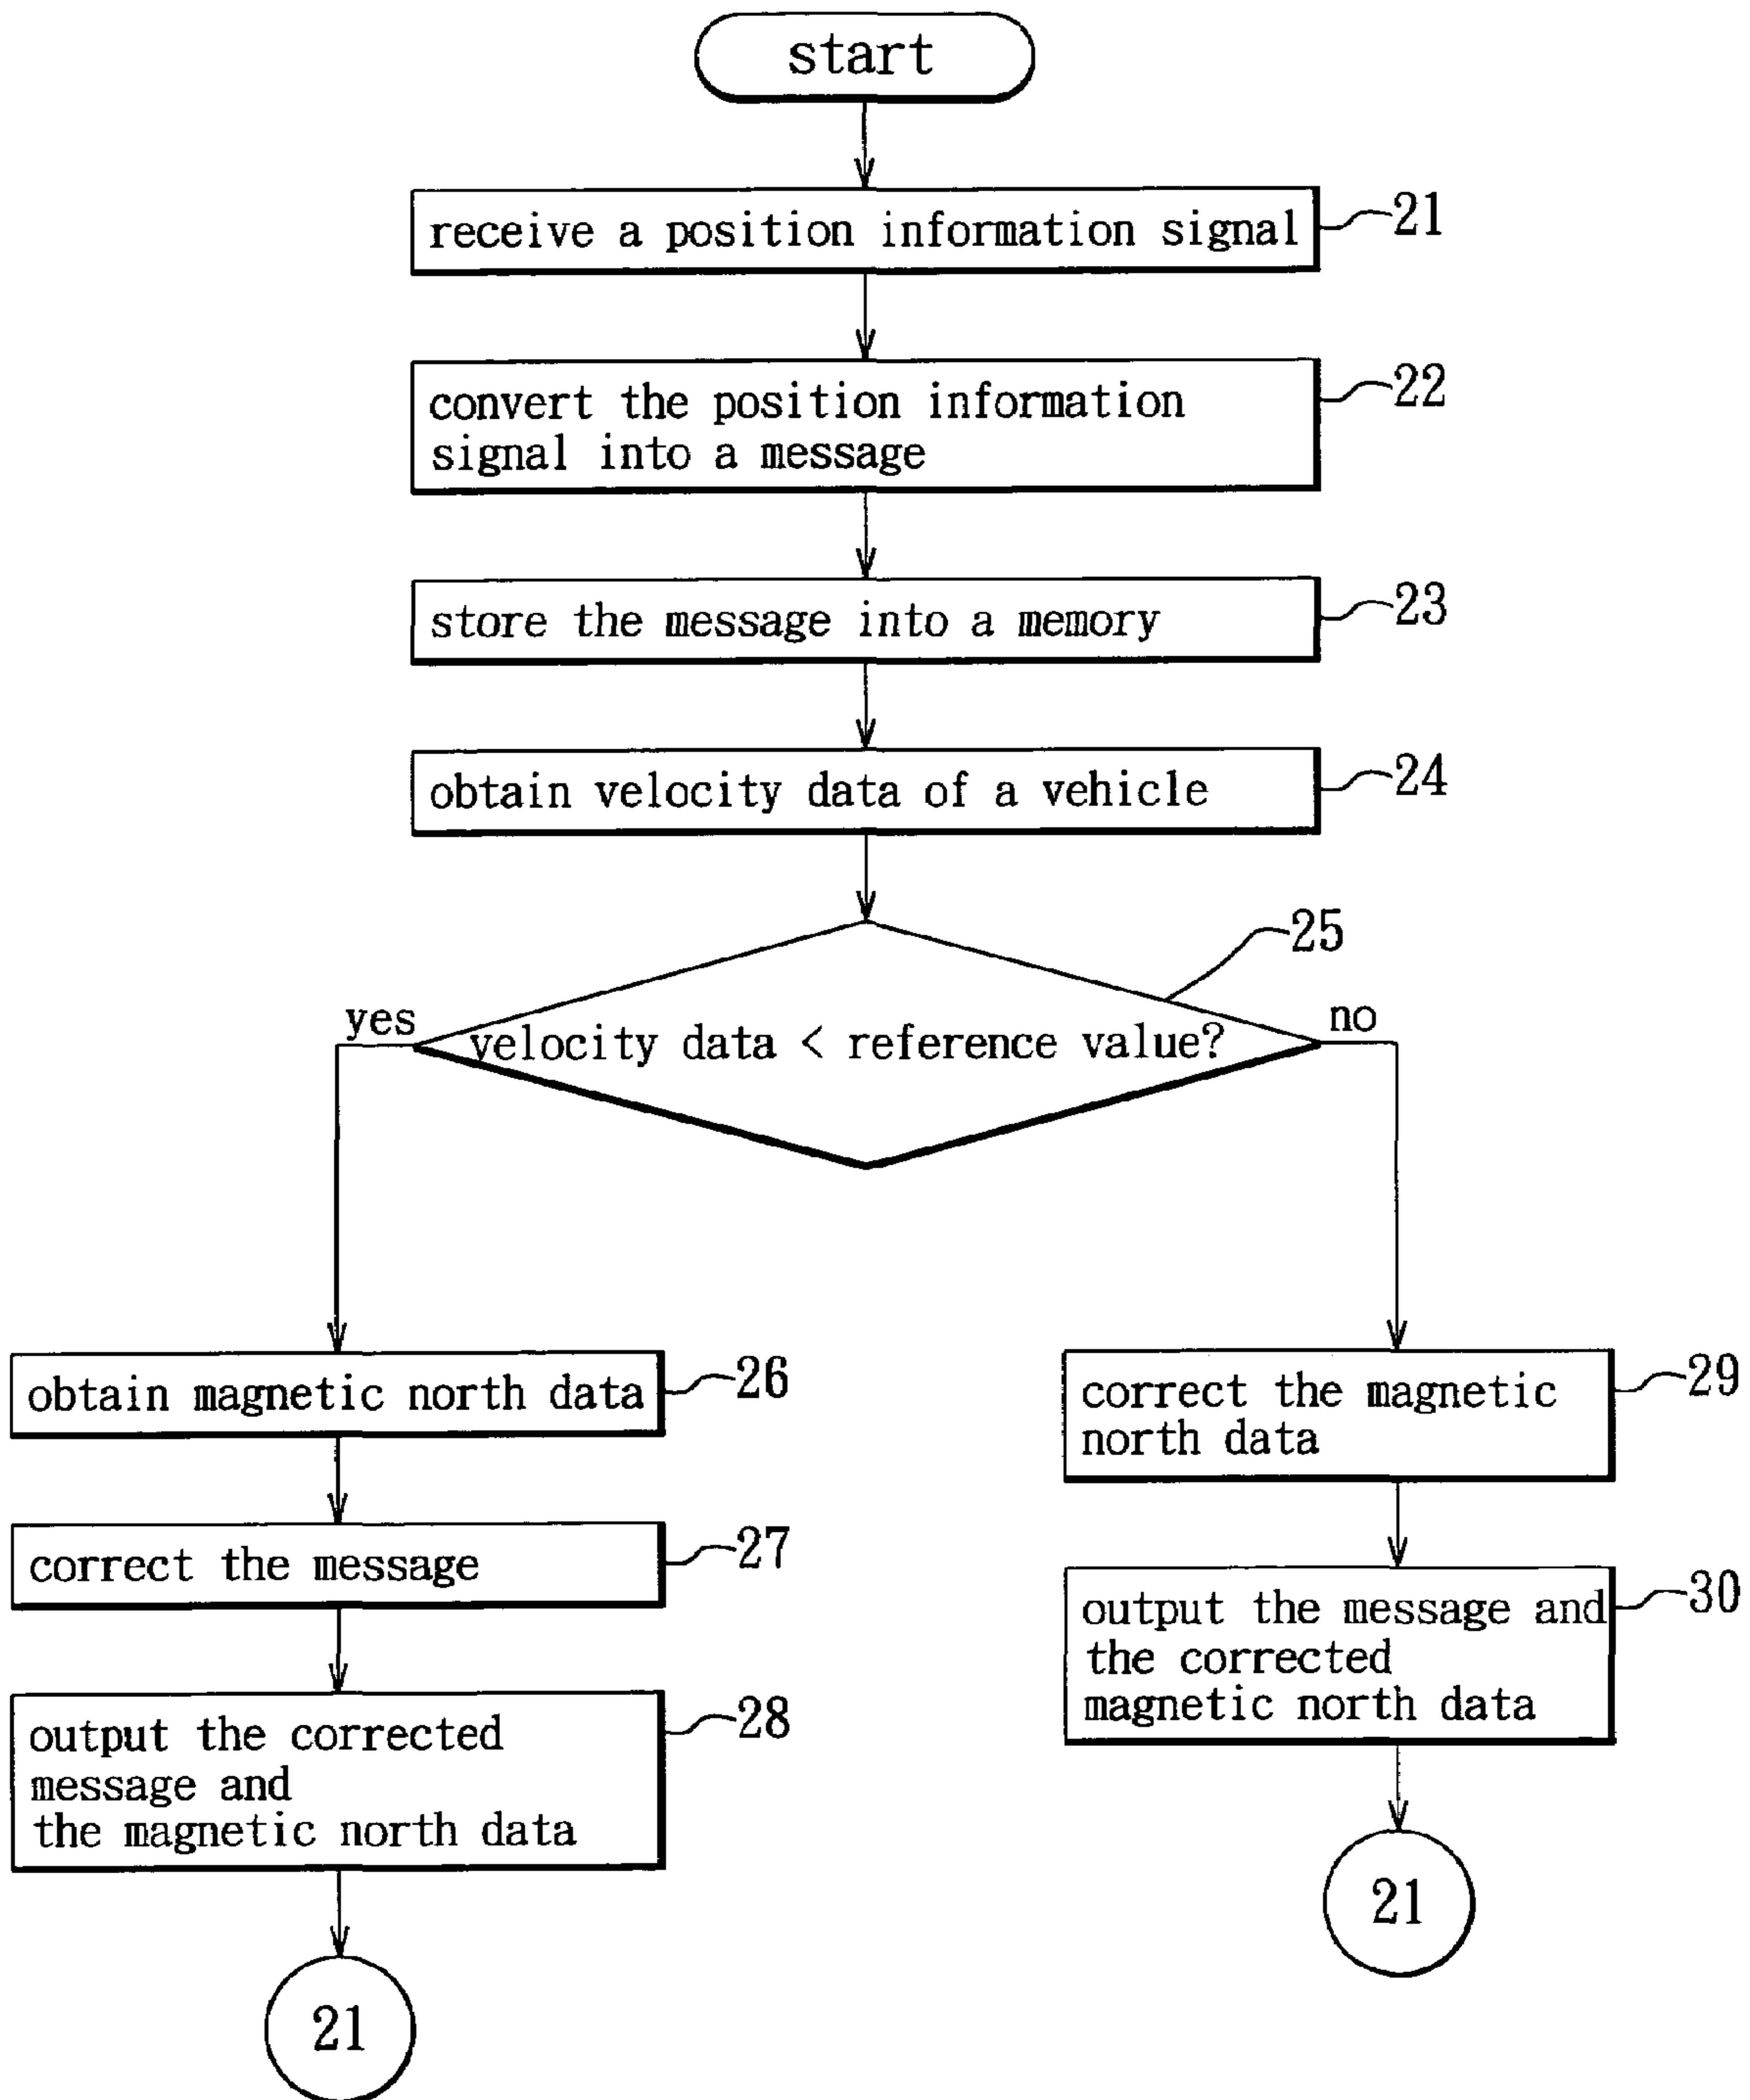 start
receive a position information signal
21
convert the position information
signal into a message
22
store the message into a memory
23
obtain velocity data of a vehicle
24
25
yes
velocity data < reference value?
no
obtain magnetic north data
26
correct the message
27
output the corrected
message and
the magnetic north data
28
21
correct the magnetic
north data
29
output the message and
the corrected
magnetic north data
30
21